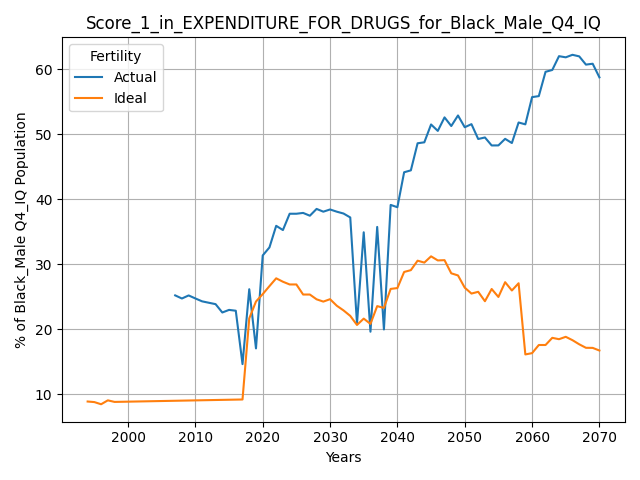 Score_1_in_EXPENDITURE_FOR_DRUGS_for_Black_Male_Q4_IQ
Fertility
Actual
Ideal
% of Black_Male Q4_IQ Population
60
50
40
30
20
10
2000 2010 2020 2030 2040 2050 2060 2070
Years